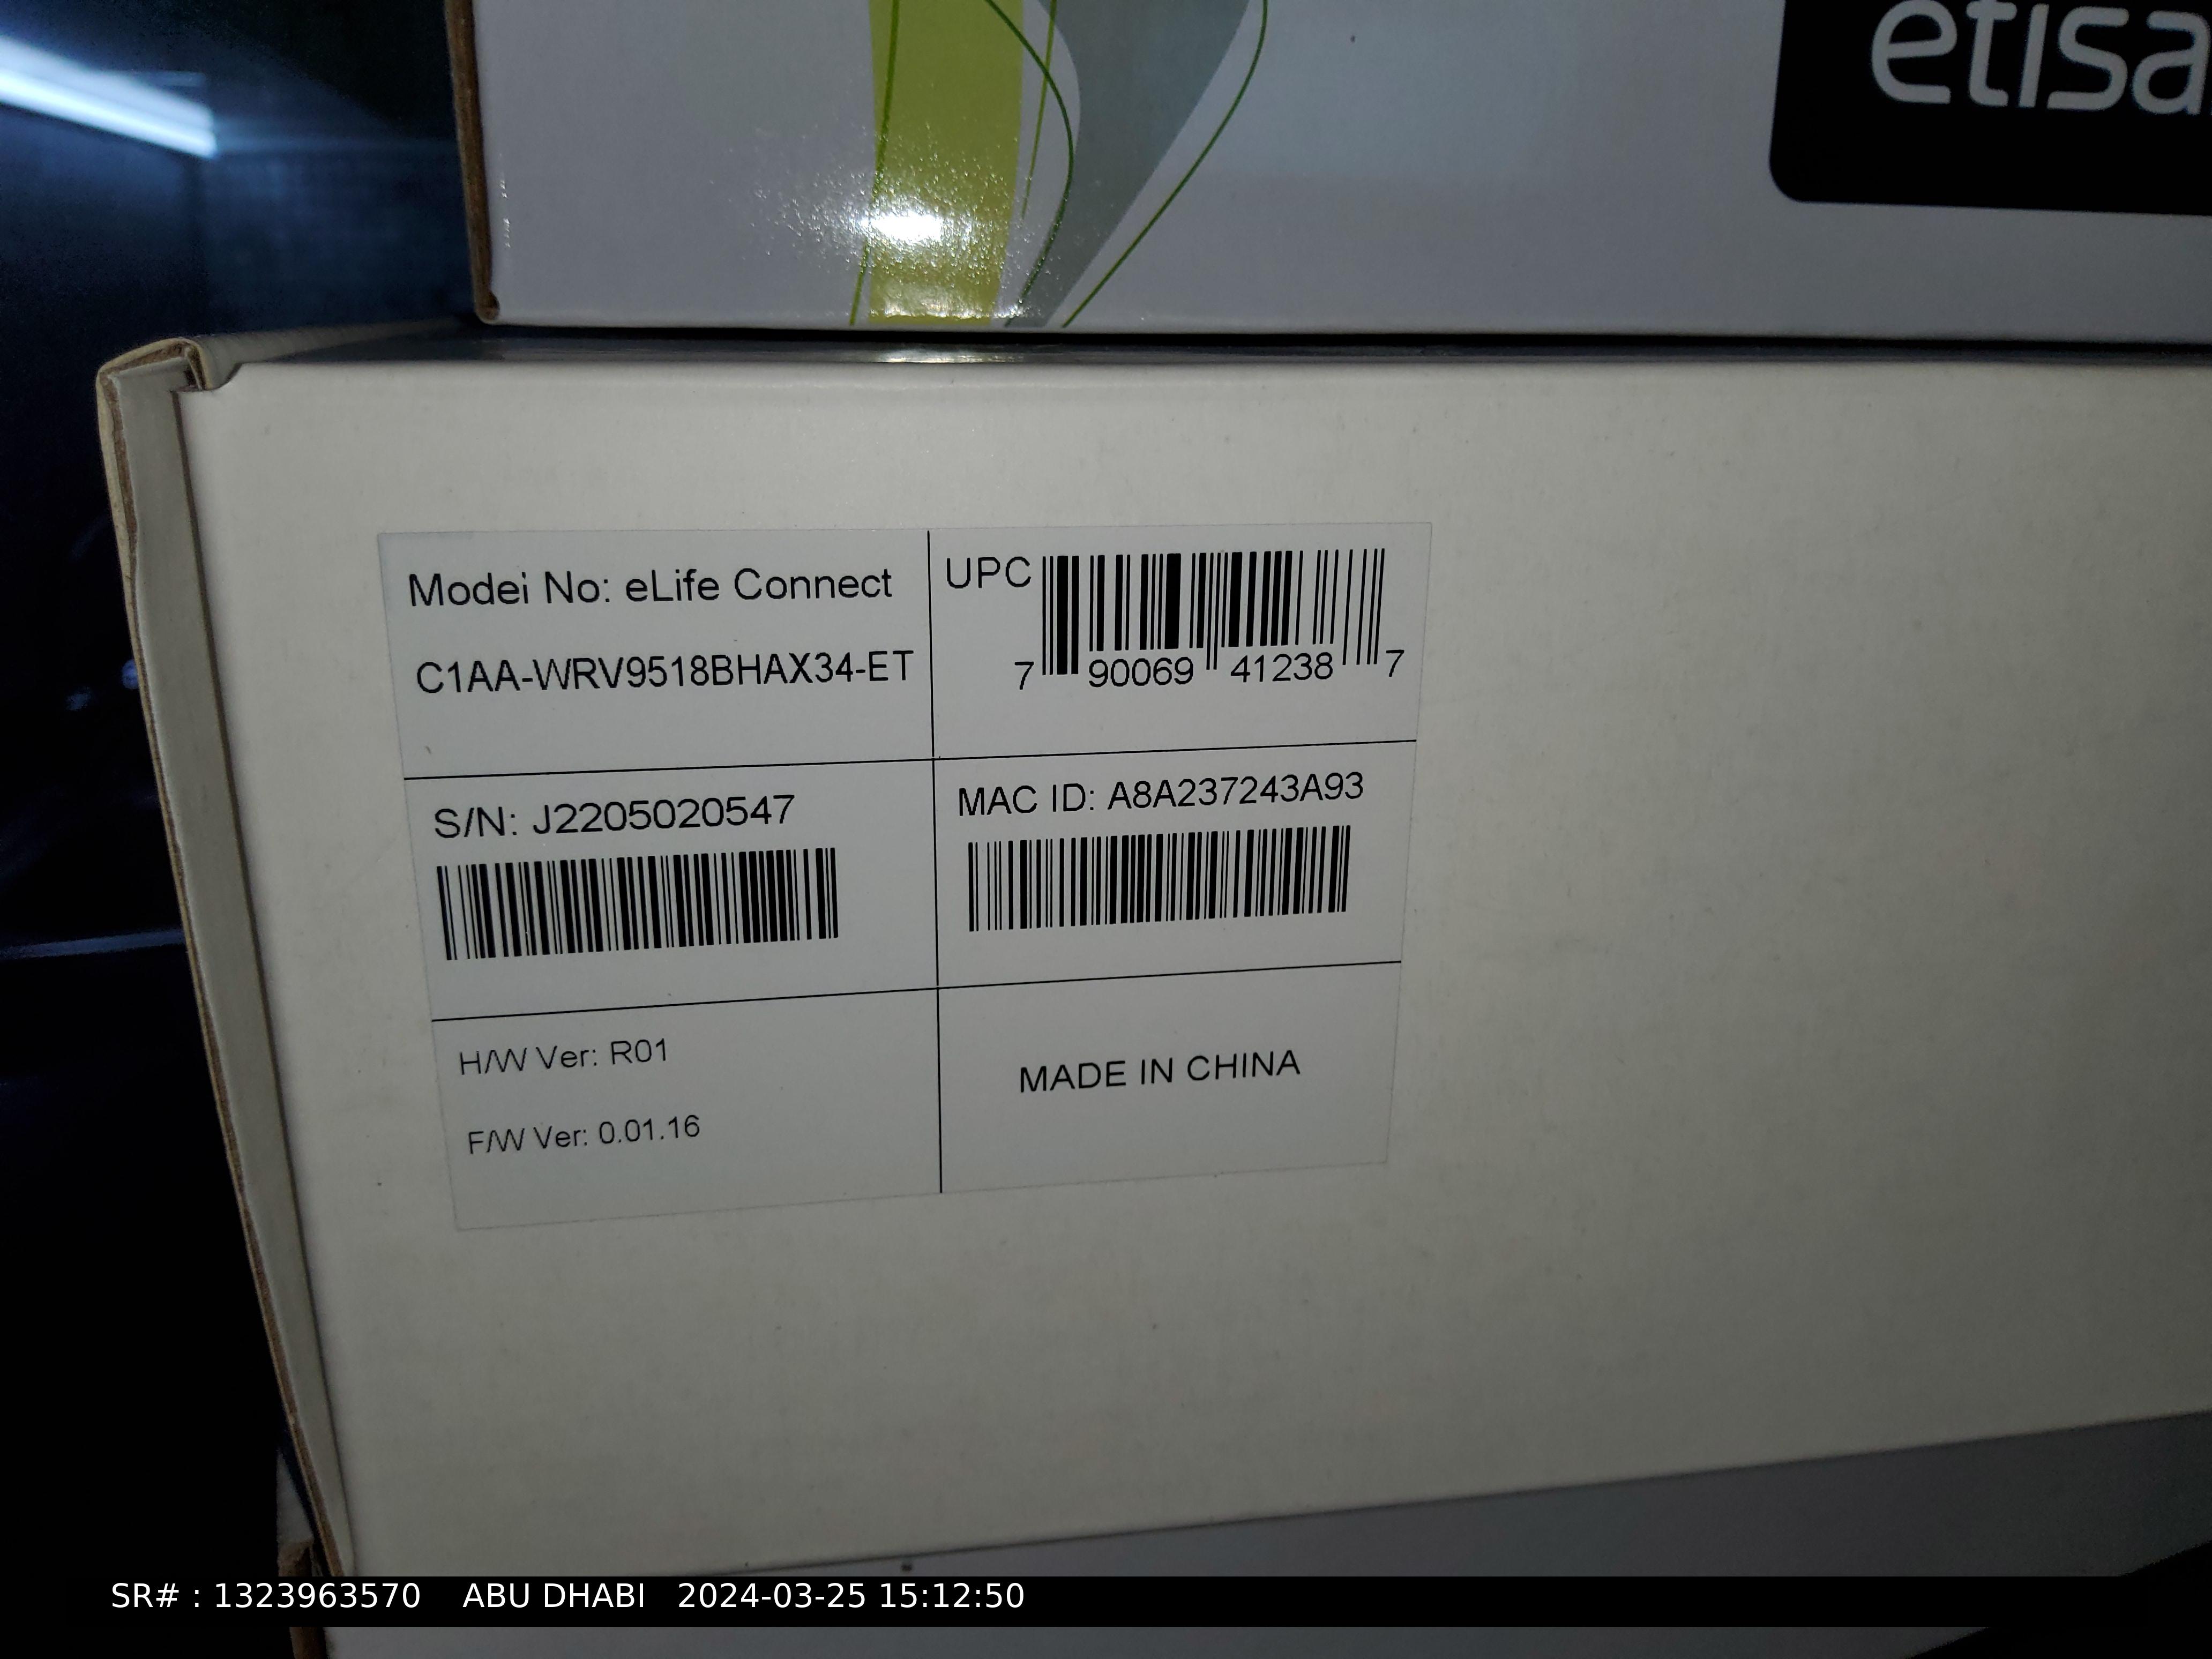 etisa
Modei No: eLife Connect
C1AA-WRV9518BHAX34-ET
UPC
7 90069 41238 7
S/N: J2205020547
MAC ID: A8A237243A93
H/W Ver: R01
F/W Ver: 0.01.16
MADE IN CHINA
SR# : 1323963570 ABU DHABI 2024-03-25 15:12:50